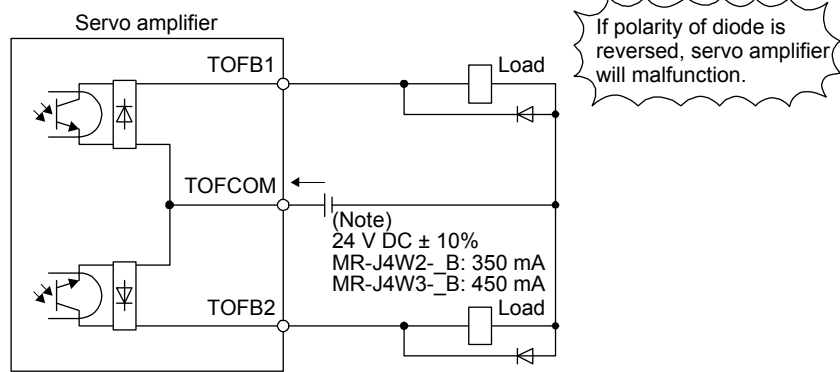 Servo amplifier
If polarity of diode is
reversed, servo amplifier
will malfunction.
TOFB1
Load
TOFCOM
(Note)
24 V DC ± 10%
MR-J4W2-_B: 350 mA
MR-J4W3-_B: 450 mA
TOFB2
Load